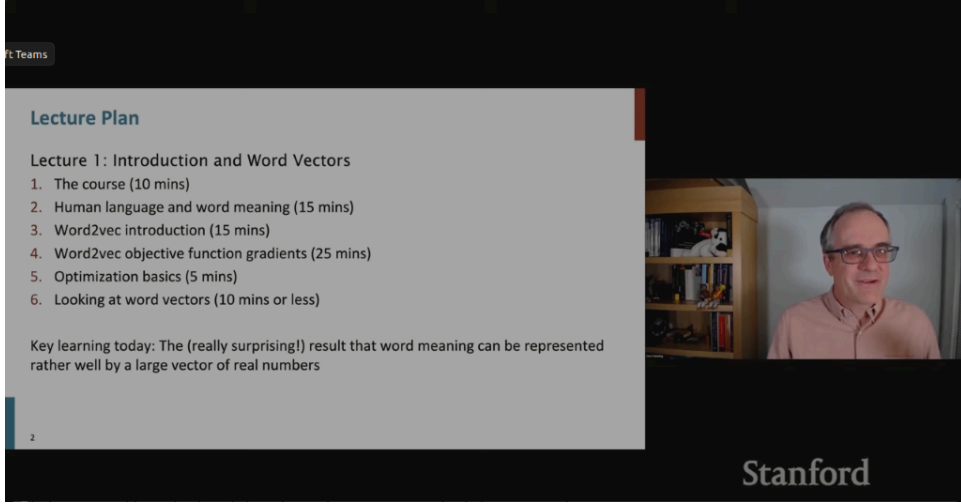 ft Teams
Lecture Plan
Lecture 1: Introduction and Word Vectors
1. The course (10 mins)
2. Human language and word meaning (15 mins)
3. Word2vec introduction (15 mins)
4. Word2vec objective function gradients (25 mins)
5. Optimization basics (5 mins)
6. Looking at word vectors (10 mins or less)
Key learning today: The (really surprising!) result that word meaning can be represented
rather well by a large vector of real numbers
2
Stanford